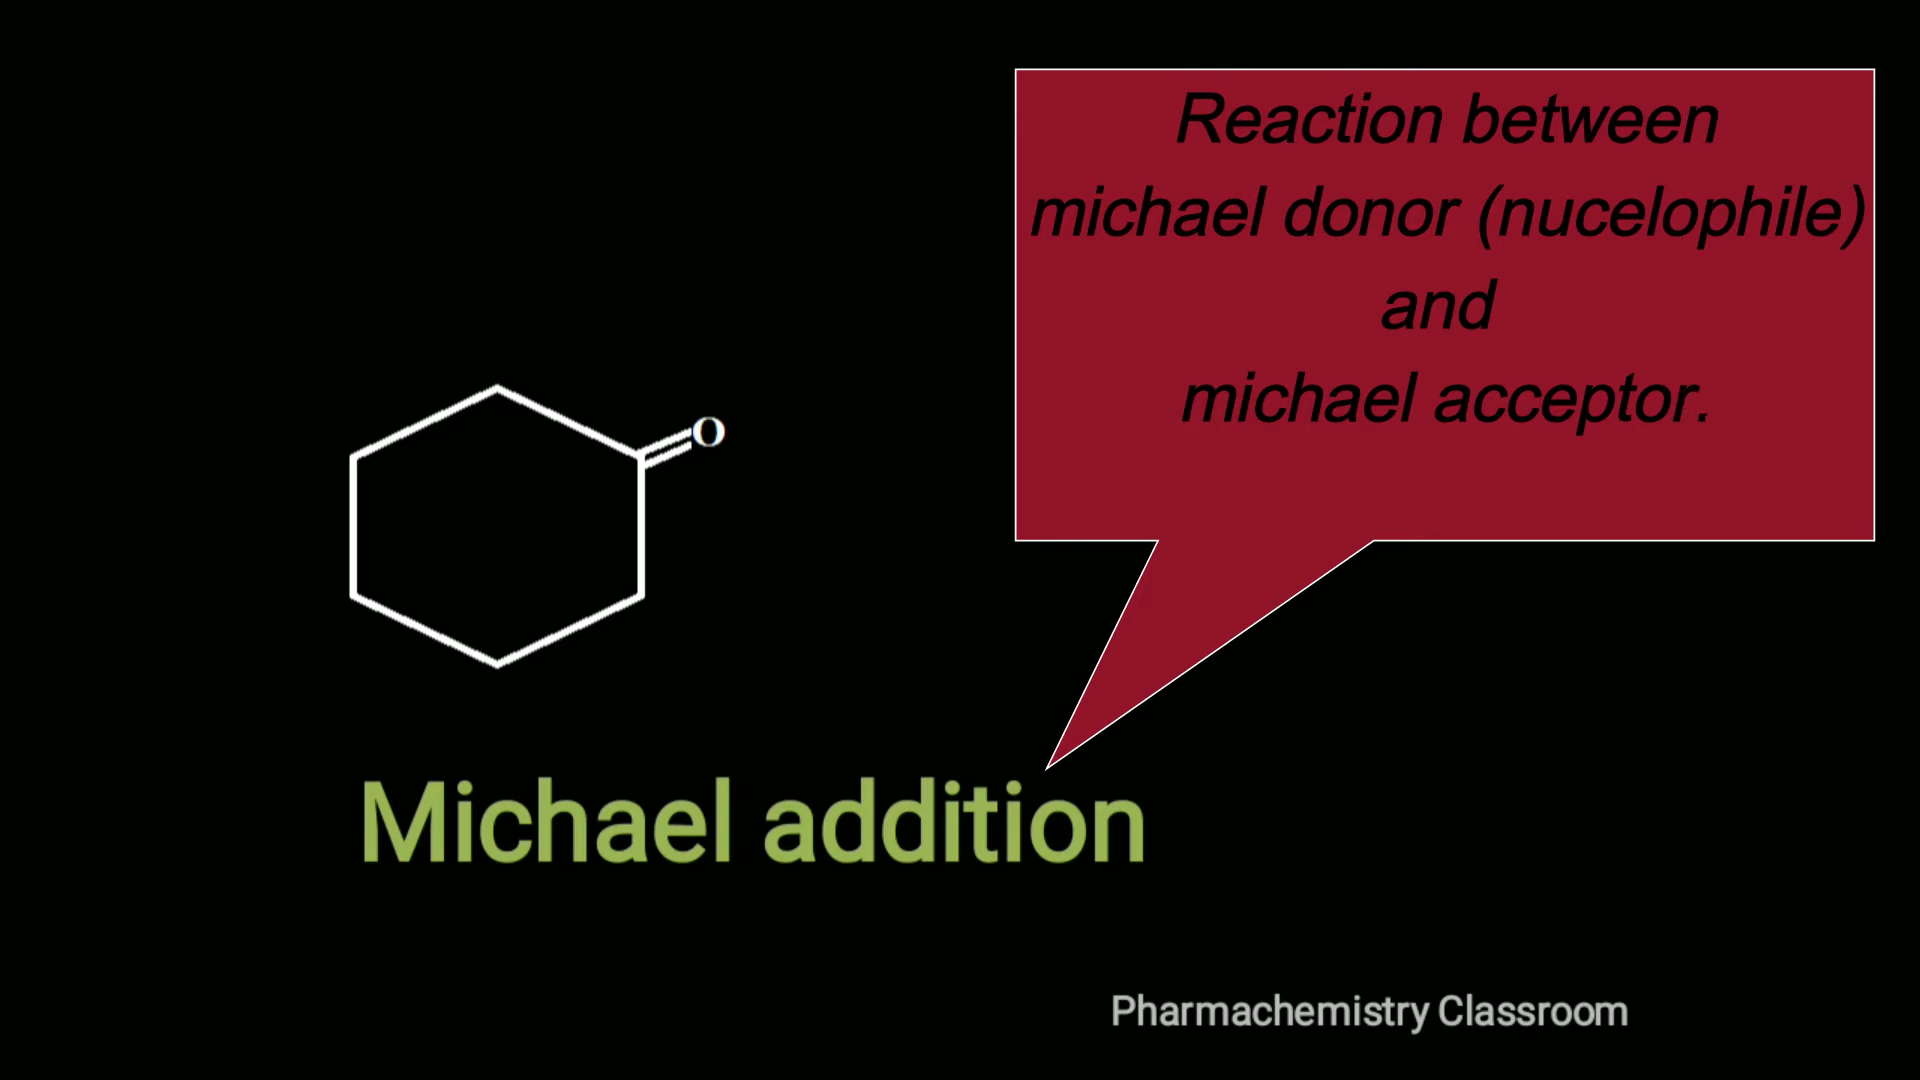 Reaction between
michael donor (nucelophile)
and
michael acceptor.
O
Michael addition
Pharmachemistry Classroom